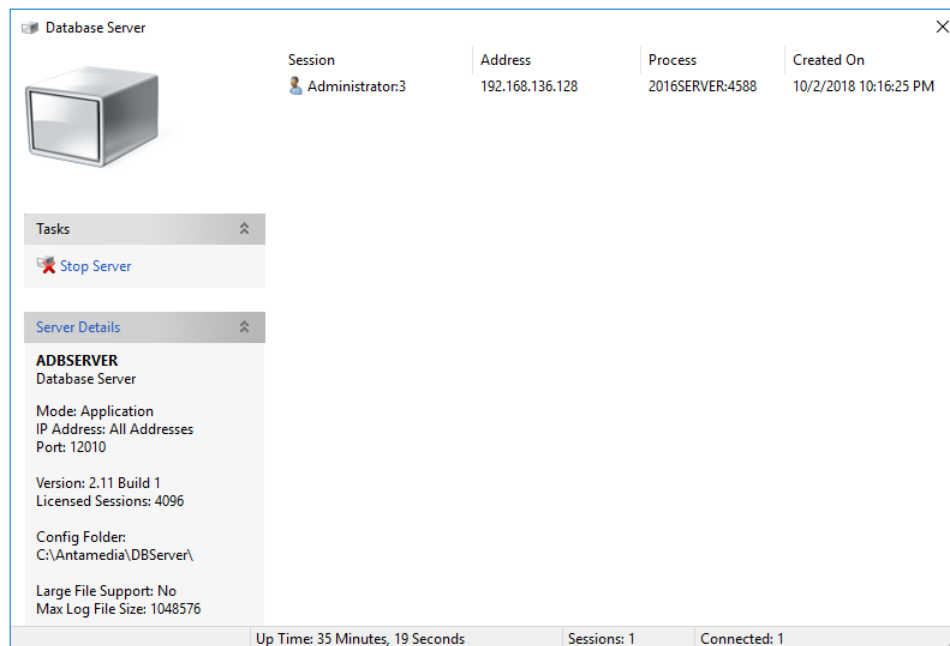 Database Server
Session Address Process Created On
Administrator:3 192.168.136.128 2016SERVER:4588 10/2/2018 10:16:25 PM
Tasks
Stop Server
Server Details
ADBSERVER
Database Server
Mode: Application
IP Address: All Addresses
Port: 12010
Version: 2.11 Build 1
Licensed Sessions: 4096
Config Folder:
C:\Antamedia\DBServer\
Large File Support: No
Max Log File Size: 1048576
Up Time: 35 Minutes, 19 Seconds Sessions: 1 Connected: 1